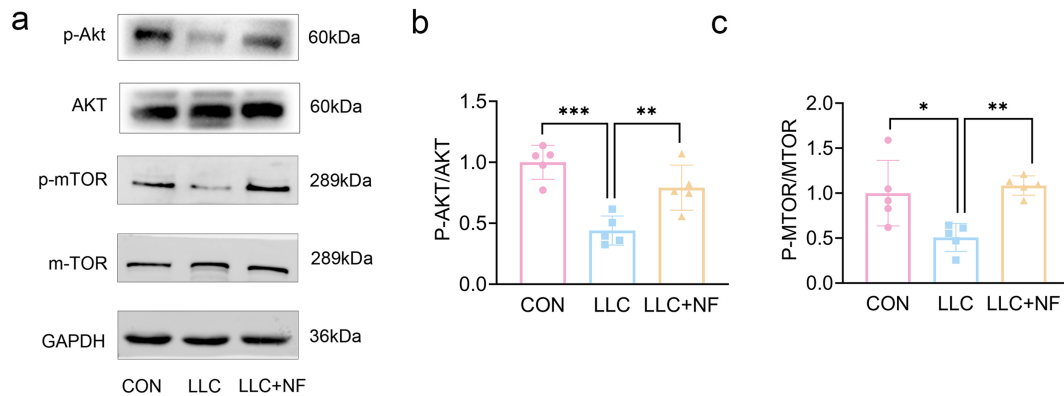 a
p-Akt 60kDa
AKT 60kDa
p-mTOR 289kDa
m-TOR 289kDa
GAPDH 36kDa
CON LLC LLC+NF
b
P-AKT/AKT
1.5
1.0
0.5
0.0
*** **
CON LLC LLC+NF
c
P-MTOR/MTOR
2.0
1.5
1.0
0.5
0.0
* **
CON LLC LLC+NF